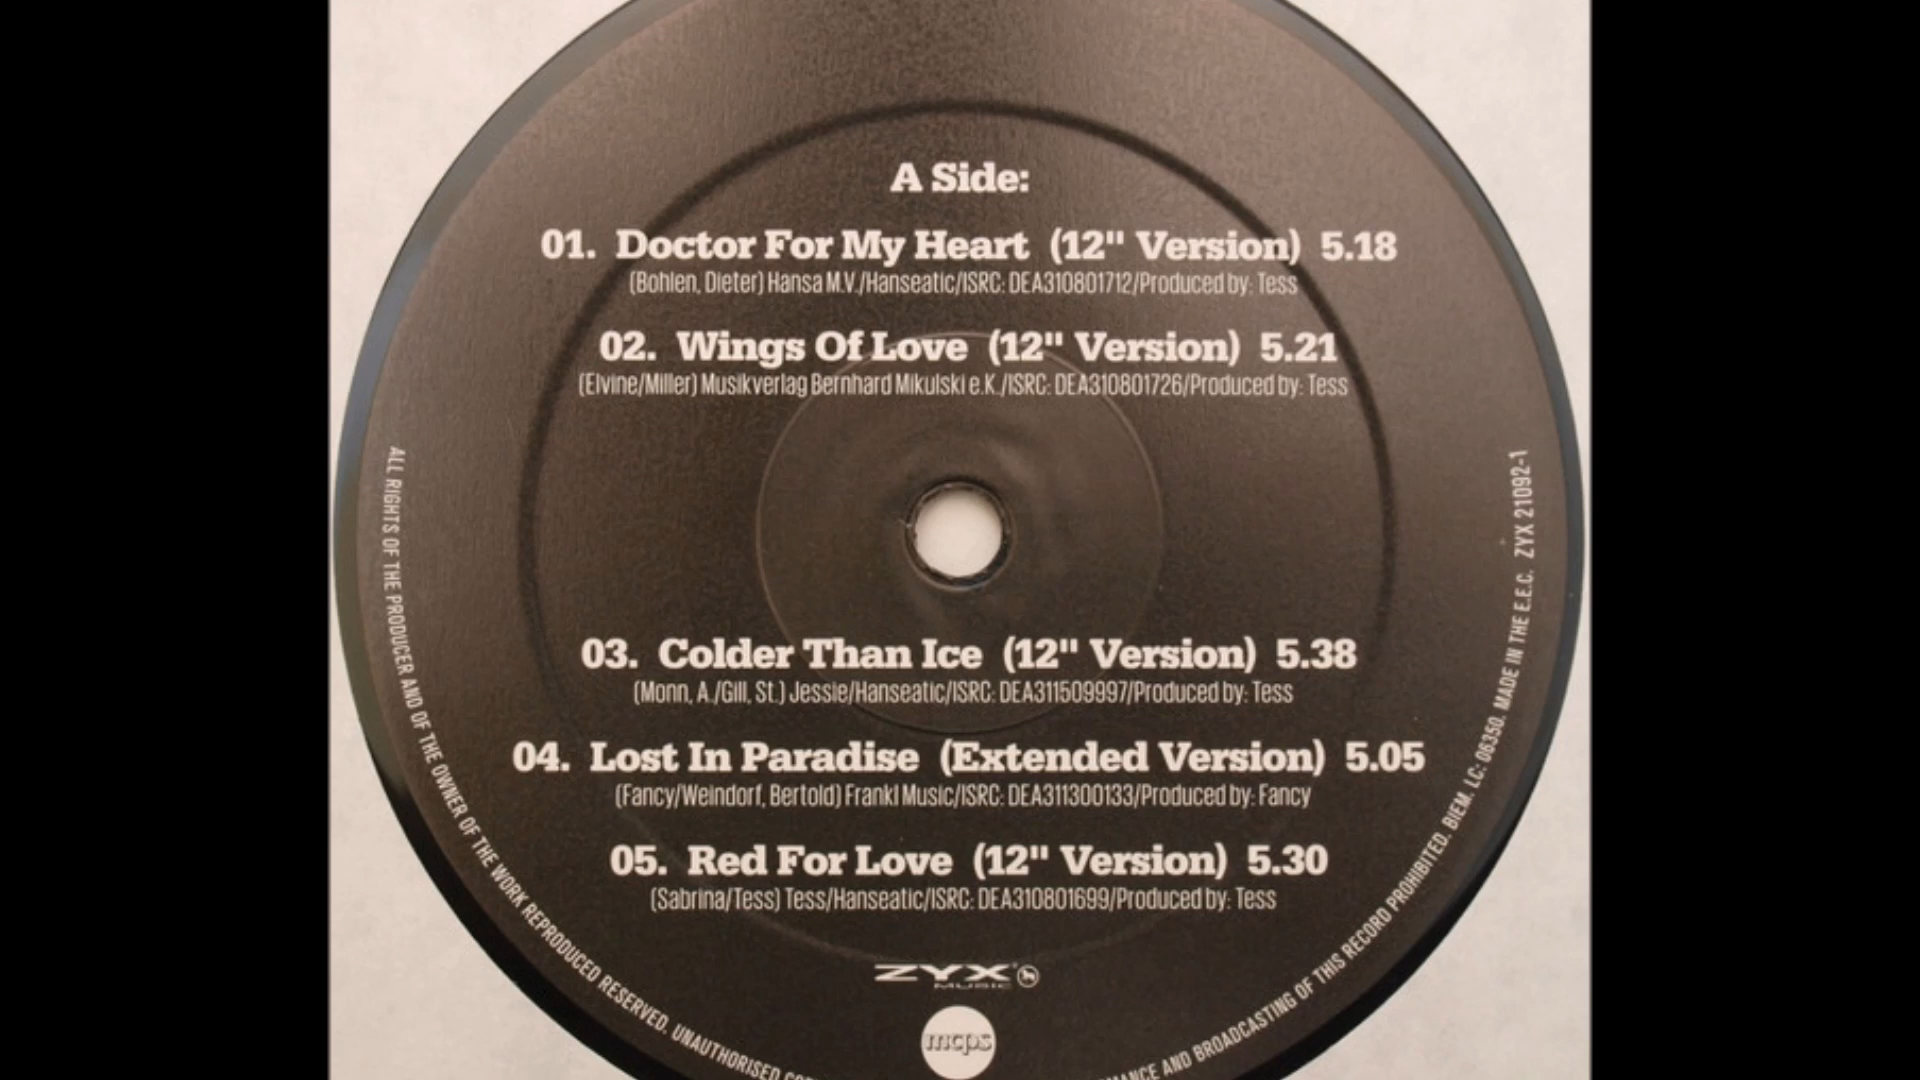 A Side:
01. Doctor For My Heart (12" Version) 5.18
(Bohlen, Dieter) Hansa M.V./Hanseatic/ISRC: DEA310801712/Produced by: Tess
02. Wings Of Love (12" Version) 5.21
(Elvine/Miller) Musikverlag Bernhard Mikulski e.K./ISRC: DEA310801726/Produced by: Tess
03. Colder Than Ice (12" Version) 5.38
(Monn, A./Gill, St.) Jessie/Hanseatic/ISRC: DEA311509997/Produced by: Tess
04. Lost In Paradise (Extended Version) 5.05
(Fancy/Weindorf, Bertold) Frankl Music/ISRC: DEA311300133/Produced by: Fancy
05. Red For Love (12" Version) 5.30
(Sabrina/Tess) Tess/Hanseatic/ISRC: DEA310801699/Produced by: Tess
ZYX
MUSIC
mcps
ALL RIGHTS OF THE PRODUCER AND OF THE OWNER OF THE WORK REPRODUCED RESERVED. UNAUTHORISED
AND BROADCASTING OF THIS RECORD PROHIBITED. BIEM. LC: 06350. MADE IN THE E.E.C. ZYX 21092-1